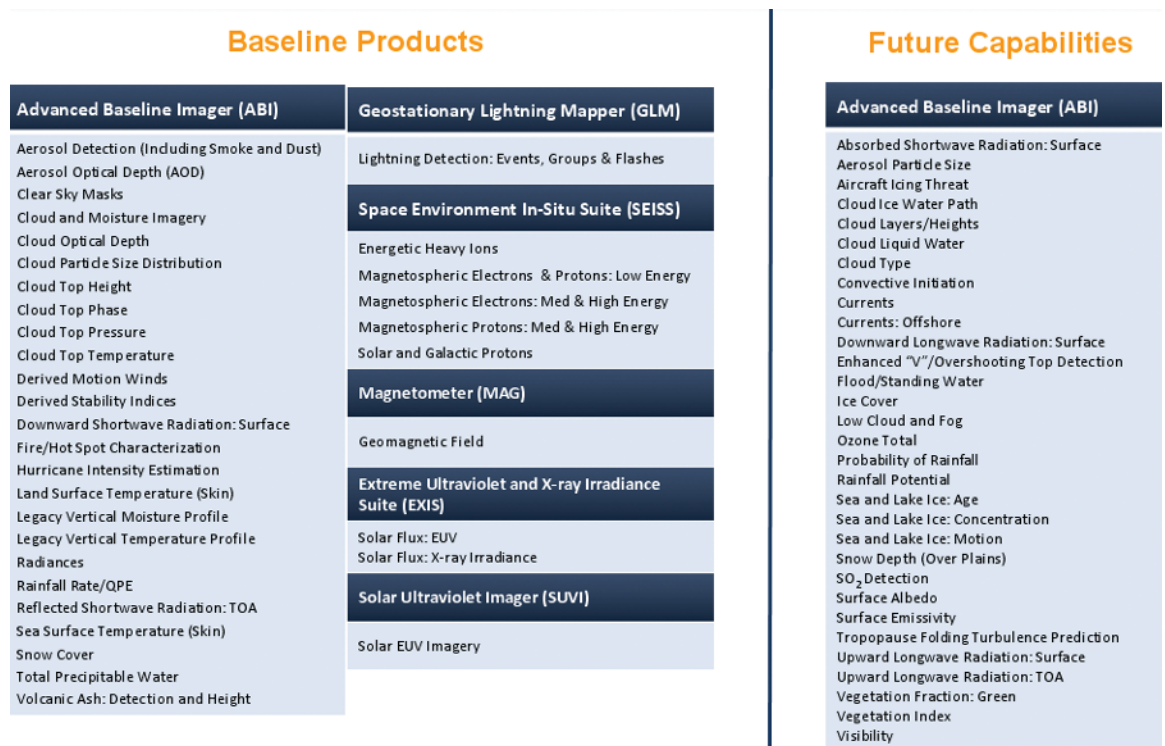 Baseline Products
Advanced Baseline Imager (ABI)
Aerosol Detection (Including Smoke and Dust)
Aerosol Optical Depth (AOD)
Clear Sky Masks
Cloud and Moisture Imagery
Cloud Optical Depth
Cloud Particle Size Distribution
Cloud Top Height
Cloud Top Phase
Cloud Top Pressure
Cloud Top Temperature
Derived Motion Winds
Derived Stability Indices
Downward Shortwave Radiation: Surface
Fire/Hot Spot Characterization
Hurricane Intensity Estimation
Land Surface Temperature (Skin)
Legacy Vertical Moisture Profile
Legacy Vertical Temperature Profile
Radiances
Rainfall Rate/QPE
Reflected Shortwave Radiation: TOA
Sea Surface Temperature (Skin)
Snow Cover
Total Precipitable Water
Volcanic Ash: Detection and Height
Geostationary Lightning Mapper (GLM)
Lightning Detection: Events, Groups & Flashes
Space Environment In-Situ Suite (SEISS)
Energetic Heavy Ions
Magnetospheric Electrons & Protons: Low Energy
Magnetospheric Electrons: Med & High Energy
Magnetospheric Protons: Med & High Energy
Solar and Galactic Protons
Magnetometer (MAG)
Geomagnetic Field
Extreme Ultraviolet and X-ray Irradiance
Suite (EXIS)
Solar Flux: EUV
Solar Flux: X-ray Irradiance
Solar Ultraviolet Imager (SUVI)
Solar EUV Imagery
Future Capabilities
Advanced Baseline Imager (ABI)
Absorbed Shortwave Radiation: Surface
Aerosol Particle Size
Aircraft Icing Threat
Cloud Ice Water Path
Cloud Layers/Heights
Cloud Liquid Water
Cloud Type
Convective Initiation
Currents
Currents: Offshore
Downward Longwave Radiation: Surface
Enhanced “V”/Overshooting Top Detection
Flood/Standing Water
Ice Cover
Low Cloud and Fog
Ozone Total
Probability of Rainfall
Rainfall Potential
Sea and Lake Ice: Age
Sea and Lake Ice: Concentration
Sea and Lake Ice: Motion
Snow Depth (Over Plains)
SO₂ Detection
Surface Albedo
Surface Emissivity
Tropopause Folding Turbulence Prediction
Upward Longwave Radiation: Surface
Upward Longwave Radiation: TOA
Vegetation Fraction: Green
Vegetation Index
Visibility